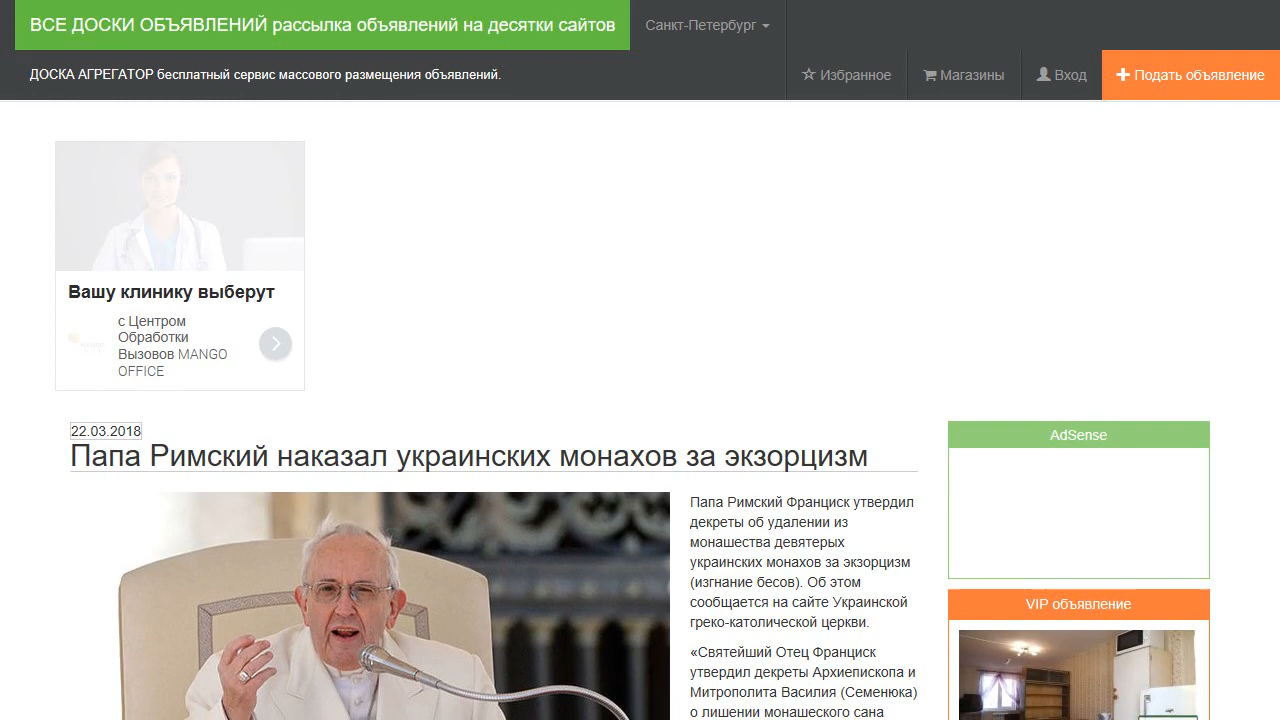 ВСЕ ДОСКИ ОБЪЯВЛЕНИЙ рассылка объявлений на десятки сайтов
Санкт-Петербург
ДОСКА АГРЕГАТОР бесплатный сервис массового размещения объявлений.
Избранное
Магазины
Вход
Подать объявление
Вашу клинику выберут
с Центром
Обработки
Вызовов MANGO
OFFICE
22.03.2018
Папа Римский наказал украинских монахов за экзорцизм
Папа Римский Франциск утвердил
декреты об удалении из
монашества девятерых
украинских монахов за экзорцизм
(изгнание бесов). Об этом
сообщается на сайте Украинской
греко-католической церкви.
«Святейший Отец Франциск
утвердил декреты Архиепископа и
Митрополита Василия (Семенюка)
о лишении монашеского сана
AdSense
VIP объявление